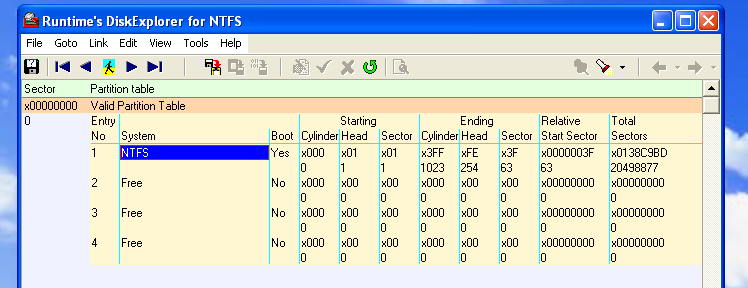 Runtime's DiskExplorer for NTFS
File Goto Link Edit View Tools Help
Sector Partition table
x00000000 Valid Partition Table
0 Entry Starting Ending Relative Total
No System Boot Cylinder Head Sector Cylinder Head Sector Start Sector Sectors
1 NTFS Yes x000 x01 x01 x3FF xFE x3F x0000003F x0138C9BD
0 1 1 1023 254 63 63 20498877
2 Free No x000 x00 x00 x000 x00 x00 x00000000 x00000000
0 0 0 0 0 0 0 0
3 Free No x000 x00 x00 x000 x00 x00 x00000000 x00000000
0 0 0 0 0 0 0 0
4 Free No x000 x00 x00 x000 x00 x00 x00000000 x00000000
0 0 0 0 0 0 0 0